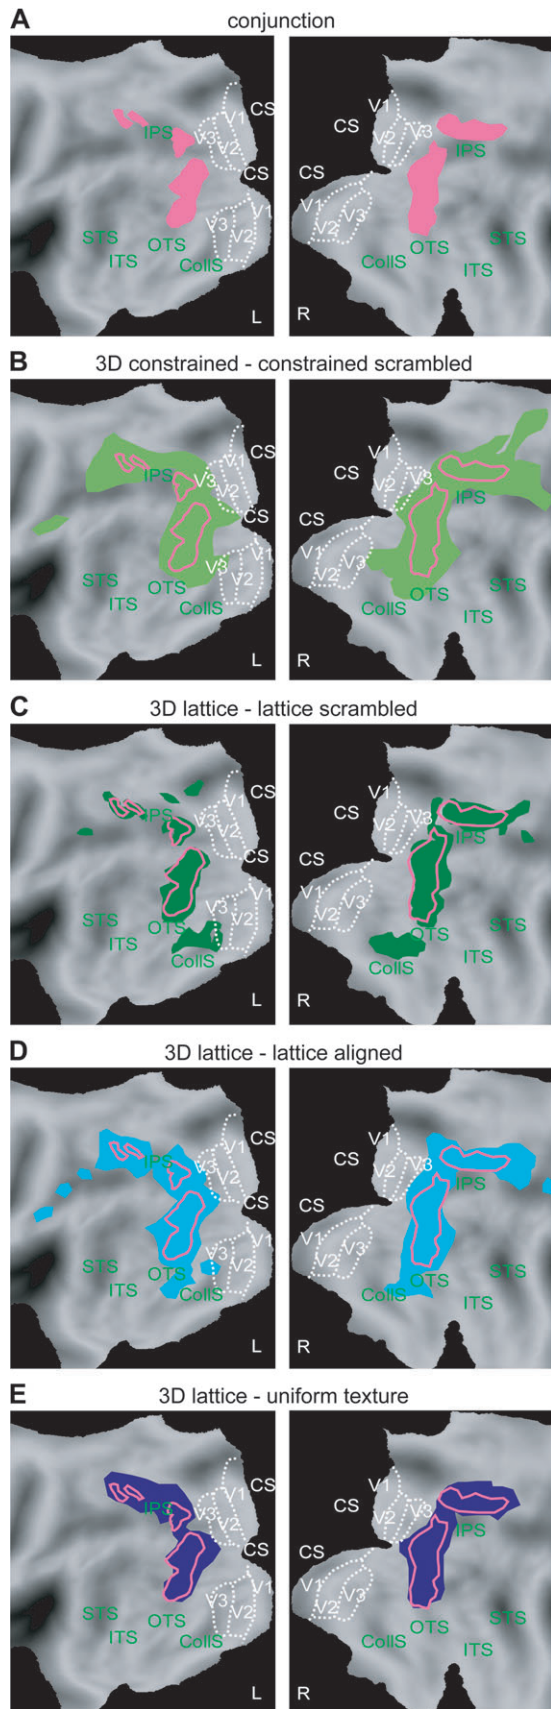 A conjunction
V1 CS V1
CS V3
IPS V3 V2 V2 IPS
CS V1
V1
STS OTS V3 V2 V2 V3 STS
ITS CollS CollS OTS ITS
L R
B 3D constrained - constrained scrambled
CS V1
V1 CS
IPS V3 V2 V2 V3 IPS
CS
V1 V1
STS OTS V3 V2 V2 V3 OTS STS
ITS CollS CollS ITS
L R
C 3D lattice - lattice scrambled
V1 CS V1
CS
IPS V3 V2 V2 V3 IPS
CS
V1 V1
STS OTS V3 V2 V2 V3 OTS STS
ITS CollS CollS ITS
L R
D 3D lattice - lattice aligned
V1 CS V1
CS
IPS V3 V2 V2 V3 IPS
CS
V1 V1
STS OTS V3 V2 V2 V3 OTS STS
ITS CollS CollS ITS
L R
E 3D lattice - uniform texture
V1 CS V1
CS
IPS V3 V2 V2 V3 IPS
CS
V1 V1
STS OTS V3 V2 V2 V3 OTS STS
ITS CollS CollS ITS
L R